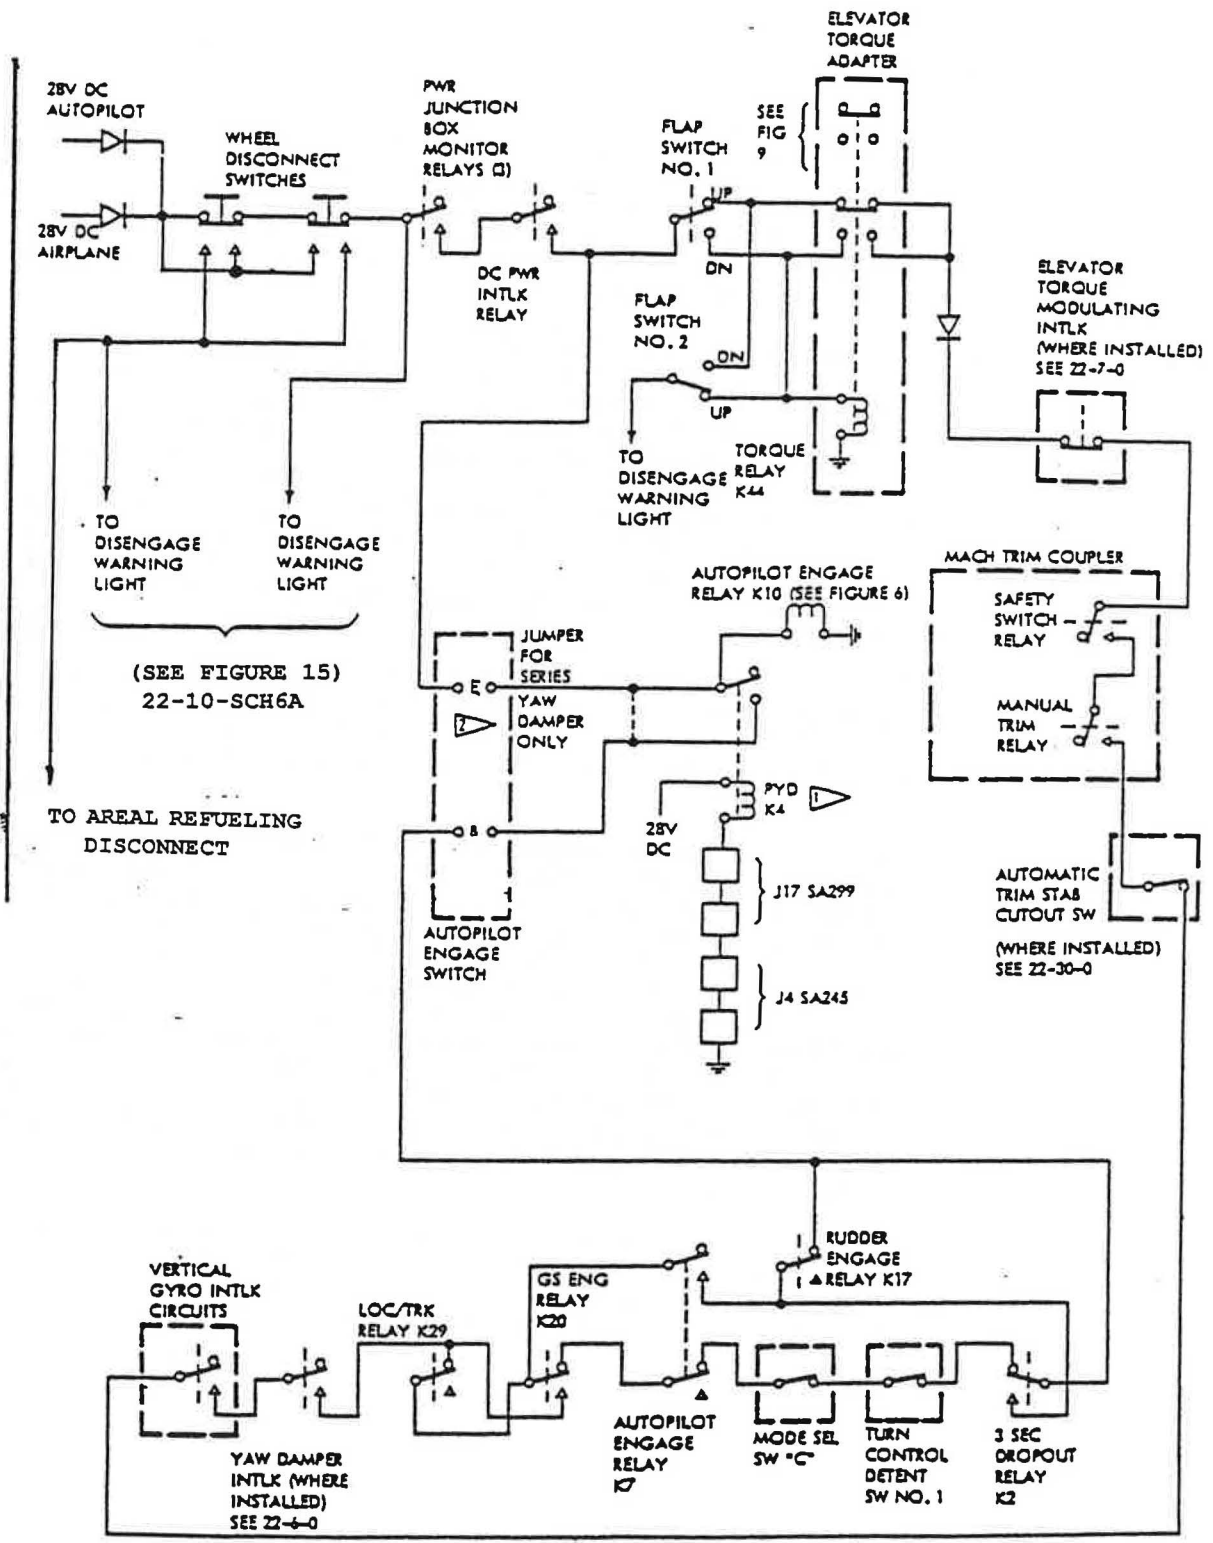 ELEVATOR
TORQUE
ADAPTER
28V DC
AUTOPILOT
WHEEL
DISCONNECT
SWITCHES
28V DC
AIRPLANE
PWR
JUNCTION
BOX
MONITOR
RELAYS (3)
FLAP
SWITCH
NO. 1
UP
DN
SEE
FIG
9
DC PWR
INTLK
RELAY
FLAP
SWITCH
NO. 2
DN
UP
ELEVATOR
TORQUE
MODULATING
INTLK
(WHERE INSTALLED)
SEE 22-7-0
TO
DISENGAGE
WARNING
LIGHT
TORQUE
RELAY
K44
TO
DISENGAGE
WARNING
LIGHT
TO
DISENGAGE
WARNING
LIGHT
(SEE FIGURE 15)
22-10-SCH6A
AUTOPILOT ENGAGE
RELAY K10 (SEE FIGURE 6)
MACH TRIM COUPLER
SAFETY
SWITCH
RELAY
MANUAL
TRIM
RELAY
JUMPER
FOR
SERIES
YAW
DAMPER
ONLY
E
2
8
PYD
K4
1
28V
DC
TO AREAL REFUELING
DISCONNECT
J17 SA299
J4 SA245
AUTOPILOT
ENGAGE
SWITCH
AUTOMATIC
TRIM STAB
CUTOUT SW
(WHERE INSTALLED)
SEE 22-30-0
VERTICAL
GYRO INTLK
CIRCUITS
LOC/TRK
RELAY K29
GS ENG
RELAY
K20
RUDDER
ENGAGE
RELAY K17
YAW DAMPER
INTLK (WHERE
INSTALLED)
SEE 22-6-0
AUTOPILOT
ENGAGE
RELAY
K7
MODE SEL
SW "C"
TURN
CONTROL
DETENT
SW NO. 1
3 SEC
DROPOUT
RELAY
K2